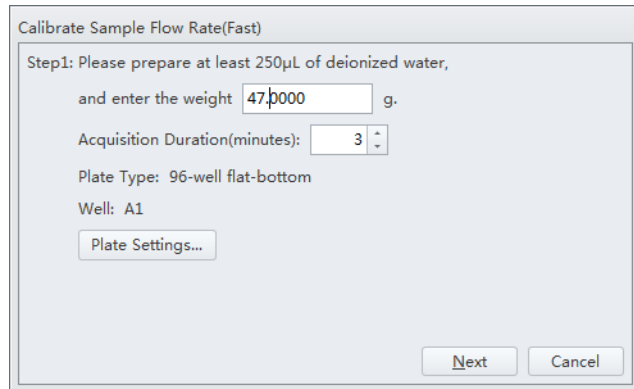 Calibrate Sample Flow Rate(Fast)
Step1: Please prepare at least 250μL of deionized water,
and enter the weight 47.0000 g.
Acquisition Duration(minutes): 3
Plate Type: 96-well flat-bottom
Well: A1
Plate Settings...
Next Cancel